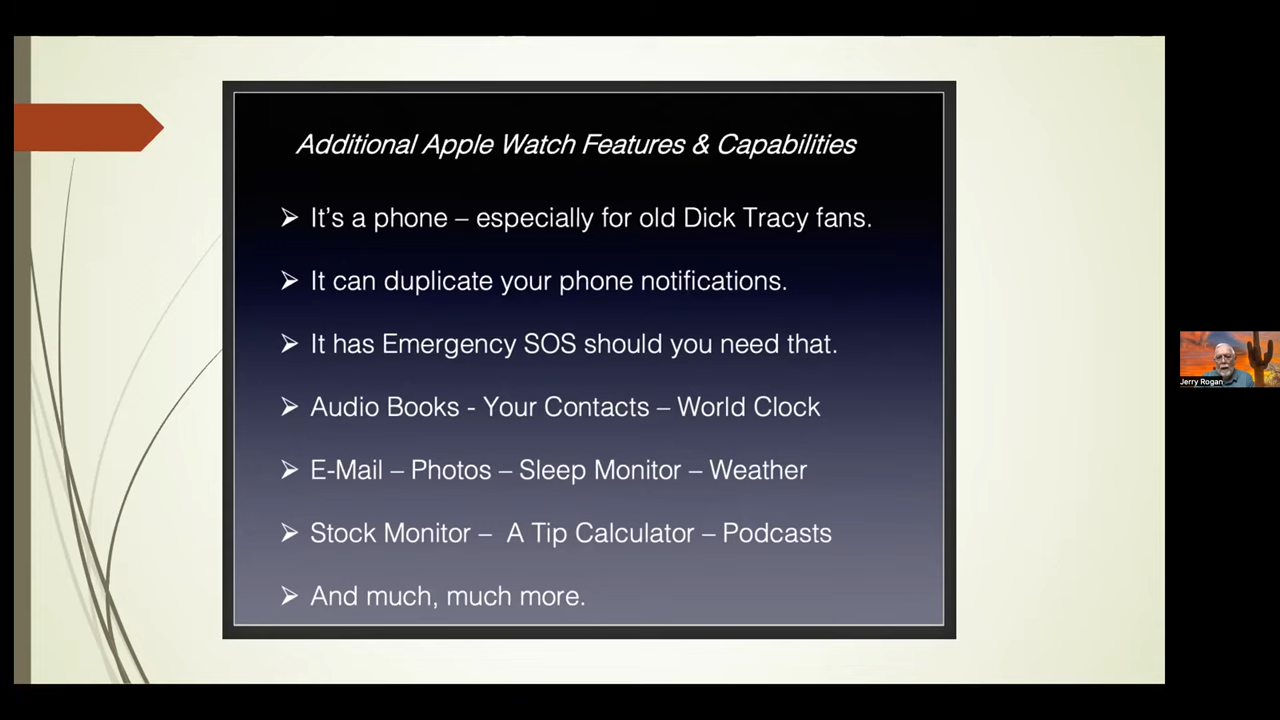 Additional Apple Watch Features & Capabilities
➢ It's a phone – especially for old Dick Tracy fans.
➢ It can duplicate your phone notifications.
➢ It has Emergency SOS should you need that.
➢ Audio Books - Your Contacts – World Clock
➢ E-Mail – Photos – Sleep Monitor – Weather
➢ Stock Monitor – A Tip Calculator – Podcasts
➢ And much, much more.
Jerry Rogan